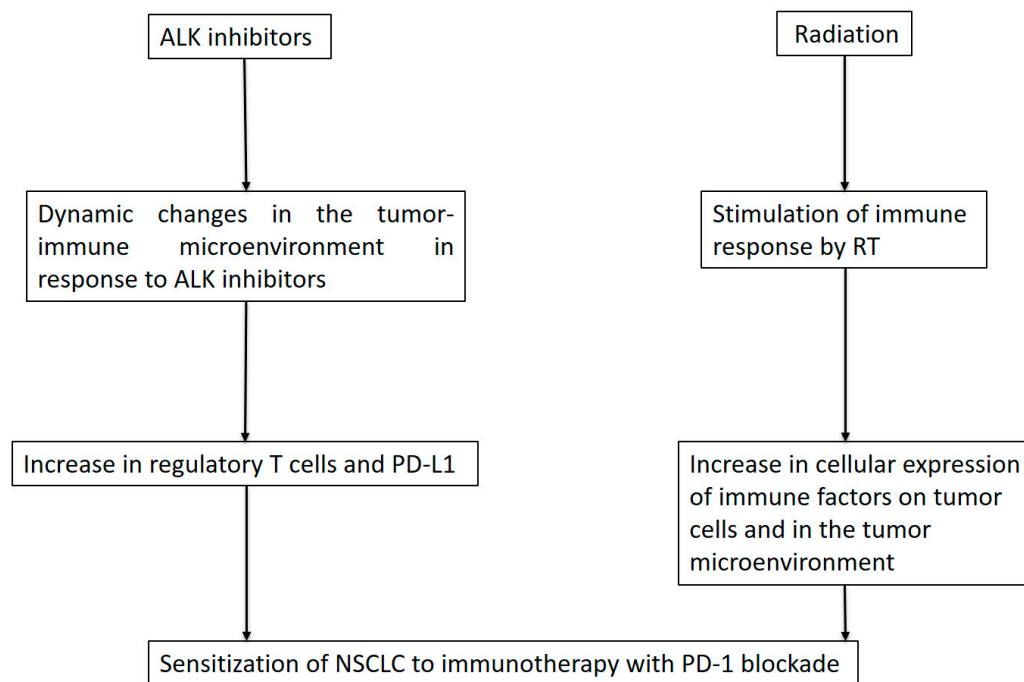 ALK inhibitors
Radiation
Dynamic changes in the tumor-
immune microenvironment in
response to ALK inhibitors
Stimulation of immune
response by RT
Increase in regulatory T cells and PD-L1
Increase in cellular expression
of immune factors on tumor
cells and in the tumor
microenvironment
Sensitization of NSCLC to immunotherapy with PD-1 blockade